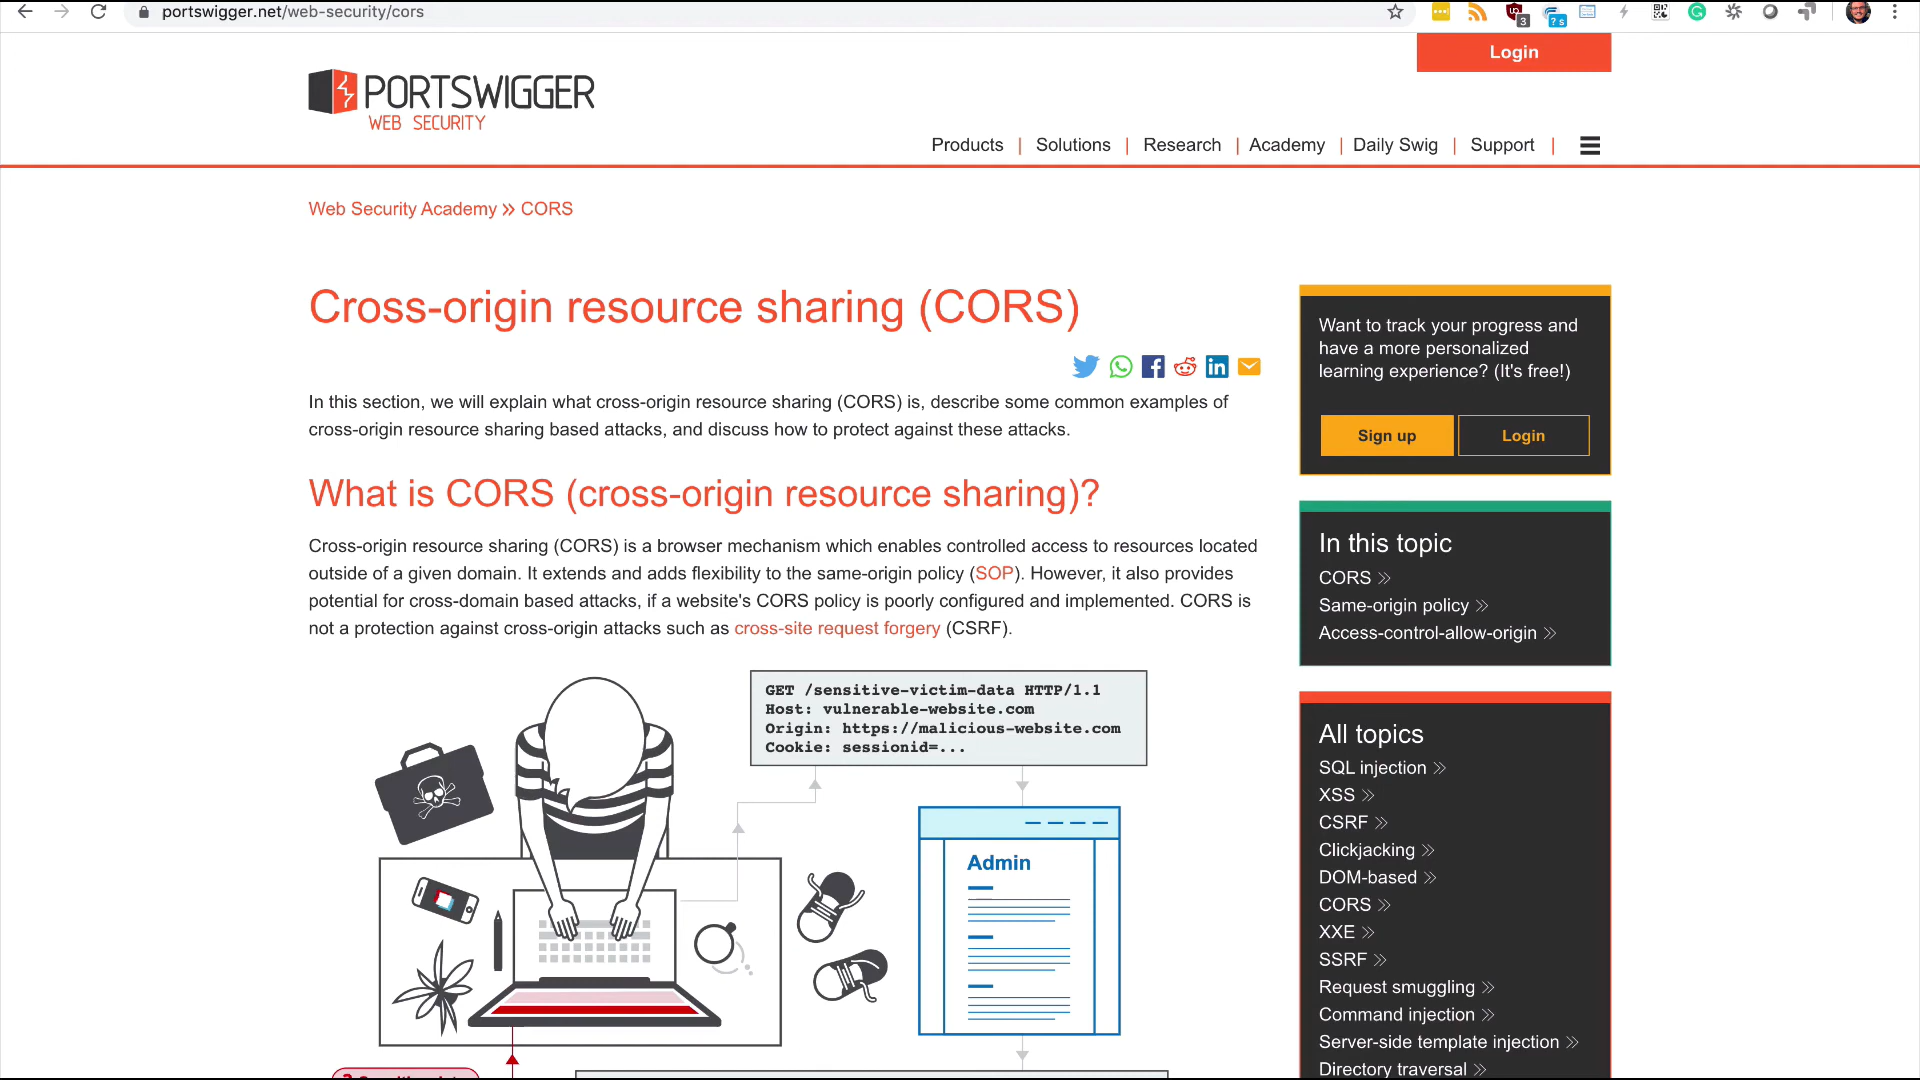 portswigger.net/web-security/cors
3
? s
Login
PORTSWIGGER
WEB SECURITY
Products | Solutions | Research | Academy | Daily Swig | Support |
Web Security Academy » CORS
Cross-origin resource sharing (CORS)
In this section, we will explain what cross-origin resource sharing (CORS) is, describe some common examples of
cross-origin resource sharing based attacks, and discuss how to protect against these attacks.
What is CORS (cross-origin resource sharing)?
Cross-origin resource sharing (CORS) is a browser mechanism which enables controlled access to resources located
outside of a given domain. It extends and adds flexibility to the same-origin policy (SOP). However, it also provides
potential for cross-domain based attacks, if a website's CORS policy is poorly configured and implemented. CORS is
not a protection against cross-origin attacks such as cross-site request forgery (CSRF).
GET /sensitive-victim-data HTTP/1.1
Host: vulnerable-website.com
Origin: https://malicious-website.com
Cookie: sessionid=...
Admin
Want to track your progress and
have a more personalized
learning experience? (It's free!)
Sign up
Login
In this topic
CORS »
Same-origin policy »
Access-control-allow-origin »
All topics
SQL injection »
XSS »
CSRF »
Clickjacking »
DOM-based »
CORS »
XXE »
SSRF »
Request smuggling »
Command injection »
Server-side template injection »
Directory traversal »